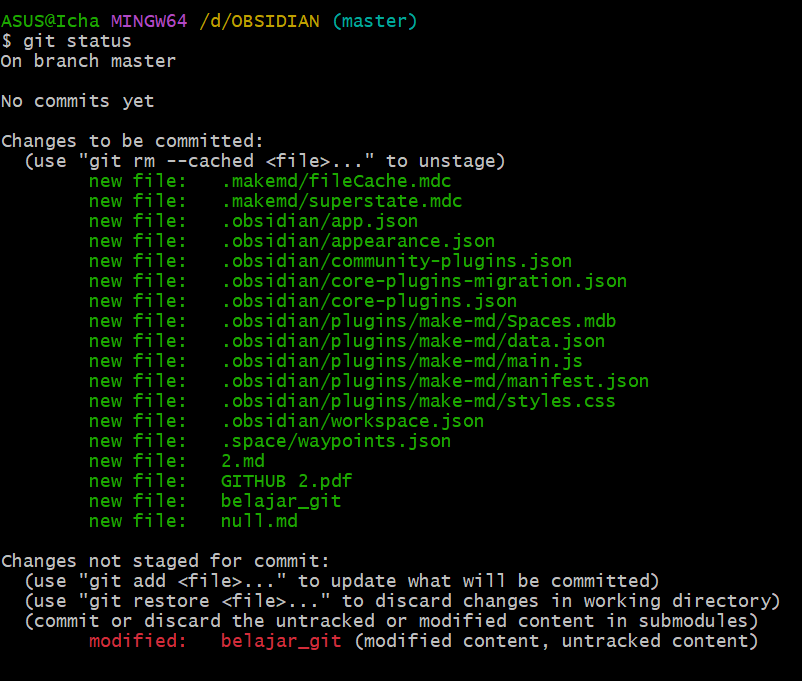 ASUS@Icha MINGW64 /d/OBSIDIAN (master)
$ git status
On branch master
No commits yet
Changes to be committed:
  (use "git rm --cached <file>..." to unstage)
        new file:   .makemd/fileCache.mdc
        new file:   .makemd/superstate.mdc
        new file:   .obsidian/app.json
        new file:   .obsidian/appearance.json
        new file:   .obsidian/community-plugins.json
        new file:   .obsidian/core-plugins-migration.json
        new file:   .obsidian/core-plugins.json
        new file:   .obsidian/plugins/make-md/Spaces.mdb
        new file:   .obsidian/plugins/make-md/data.json
        new file:   .obsidian/plugins/make-md/main.js
        new file:   .obsidian/plugins/make-md/manifest.json
        new file:   .obsidian/plugins/make-md/styles.css
        new file:   .obsidian/workspace.json
        new file:   .space/waypoints.json
        new file:   2.md
        new file:   GITHUB 2.pdf
        new file:   belajar_git
        new file:   null.md
Changes not staged for commit:
  (use "git add <file>..." to update what will be committed)
  (use "git restore <file>..." to discard changes in working directory)
  (commit or discard the untracked or modified content in submodules)
        modified:   belajar_git (modified content, untracked content)